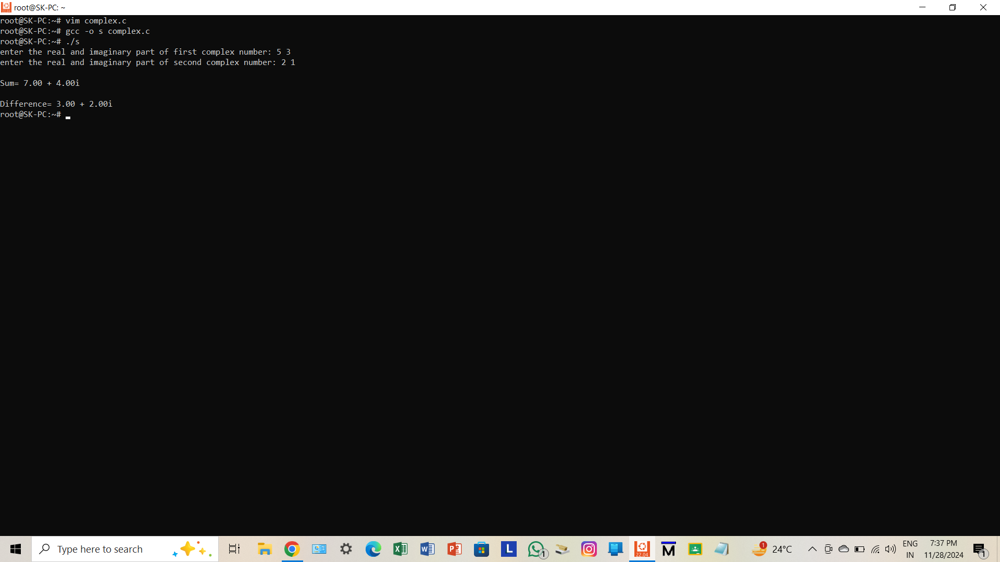 root@SK-PC: ~
root@SK-PC:~# vim complex.c
root@SK-PC:~# gcc -o s complex.c
root@SK-PC:~# ./s
enter the real and imaginary part of first complex number: 5 3
enter the real and imaginary part of second complex number: 2 1
Sum= 7.00 + 4.00i
Difference= 3.00 + 2.00i
root@SK-PC:~#
Type here to search
L
1
22.04
M
1
24°C
ENG
IN
7:37 PM
11/28/2024
1